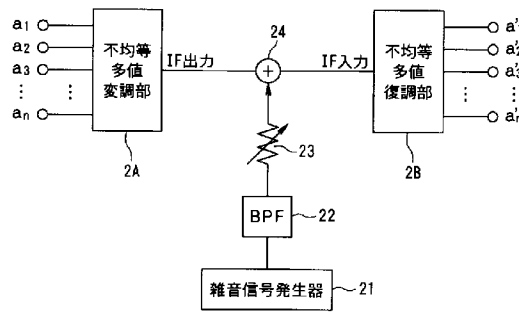 a1
a2
a3
⋮
an
⋮
不均等
多値
変調部
2A
IF出力
24
+
IF入力
不均等
多値
復調部
2B
a'1
a'2
a'3
⋮
a'n
⋮
23
BPF
22
雑音信号発生器
21